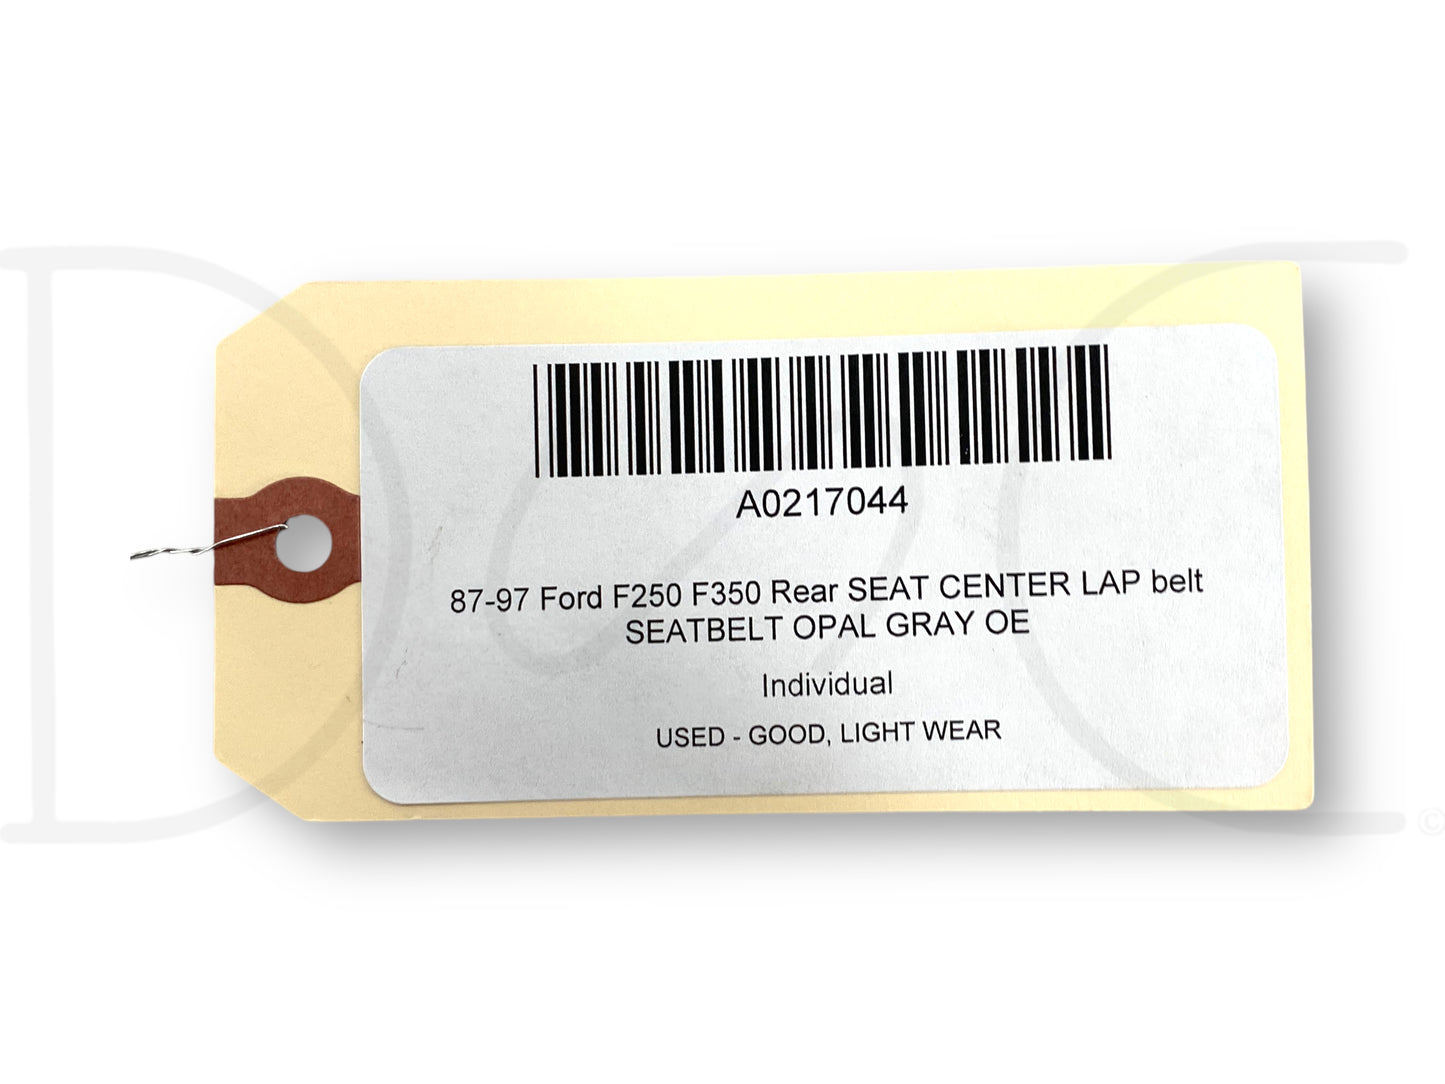 A0217044
87-97 Ford F250 F350 Rear SEAT CENTER LAP belt
SEATBELT OPAL GRAY OE
Individual
USED - GOOD, LIGHT WEAR
©